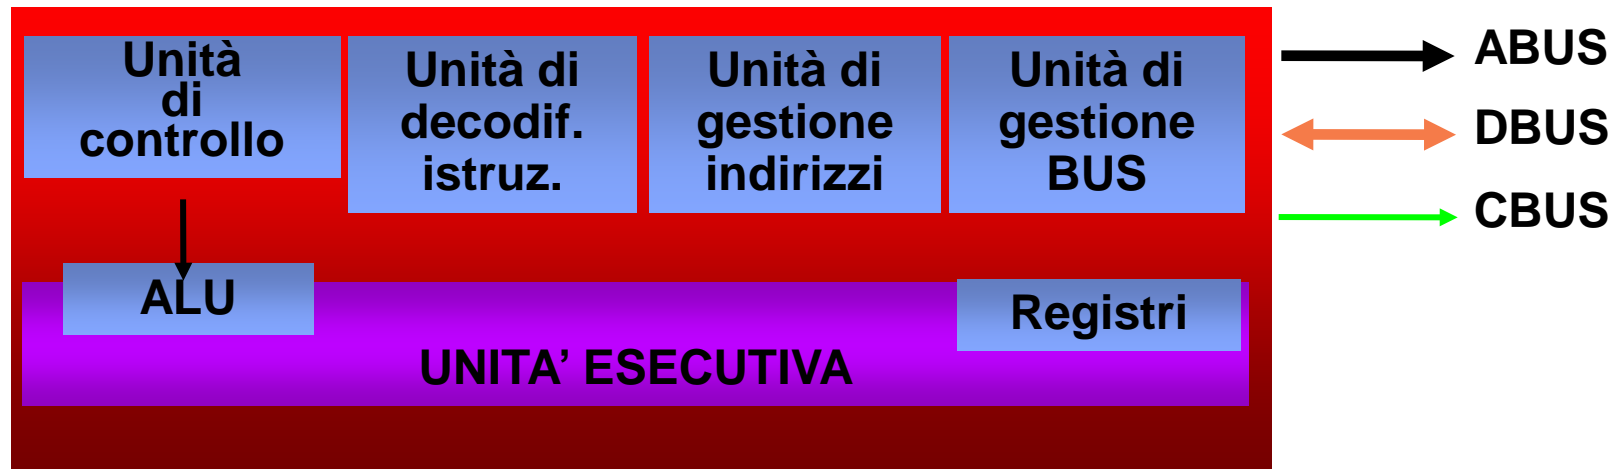 Unità
di
controllo
Unità di
decodif.
istruz.
Unità di
gestione
indirizzi
Unità di
gestione
BUS
ABUS
DBUS
CBUS
ALU
Registri
UNITA’ ESECUTIVA